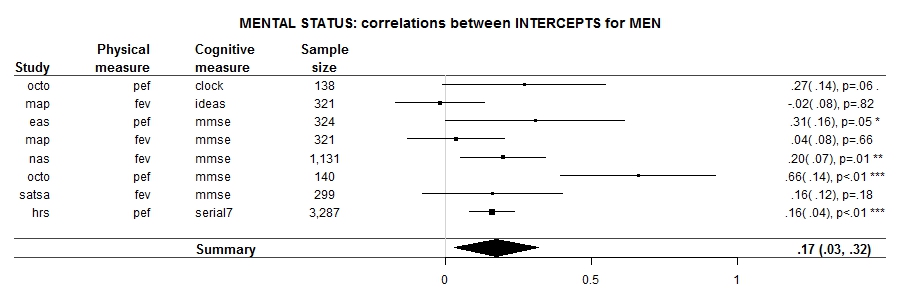 MENTAL STATUS: correlations between INTERCEPTS for MEN
Physical Cognitive Sample
Study measure measure size
octo pef clock 138 .27( .14), p=.06 .
map fev ideas 321 -.02 (.08), p=.82
eas pef mmse 324 .31( .16), p=.05 *
map fev mmse 321 .04 (.08), p=.66
nas fev mmse 1,131 .20 (.07), p=.01 **
octo pef mmse 140 .66( .14), p<.01 ***
satsa fev mmse 299 .16 (.12), p=.18
hrs pef serial7 3,287 .16 (.04), p<.01 ***
Summary .17 (.03, .32)
0 0.5 1